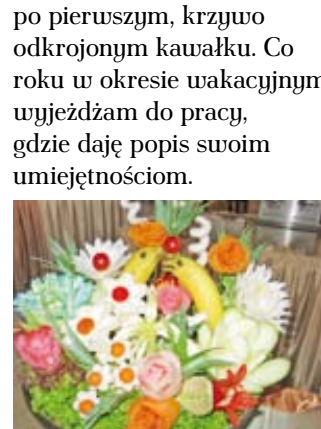 po pierwszym, krzywo
odkrojonym kawałku. Co
roku w okresie wakacyjnym
wyjeżdżam do pracy,
gdzie daję popis swoim
umiejętnościom.